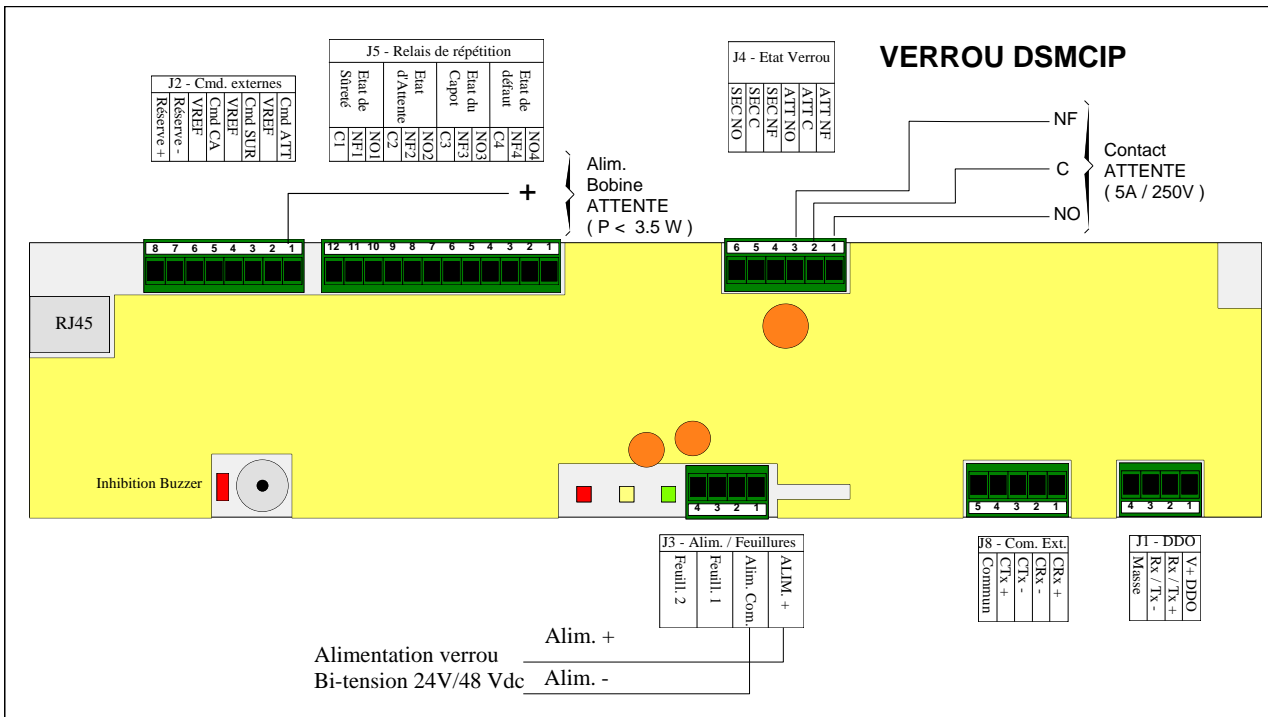 VERROU DSMCIP
J2 - Cmd. externes
Réserve +
Réserve -
VREF
Cmd CA
VREF
Cmd SUR
VREF
Cmd ATT
J5 - Relais de répétition
Etat de
Sûreté
Etat
d'Attente
Etat du
Capot
Etat de
défaut
C1
NF1
NO1
C2
NF2
NO2
C3
NF3
NO3
C4
NF4
NO4
J4 - Etat Verrou
SEC NO
SEC C
SEC NF
ATT NO
ATT C
ATT NF
+
Alim.
Bobine
ATTENTE
( P < 3.5 W )
NF
C
NO
Contact
ATTENTE
( 5A / 250V )
8 7 6 5 4 3 2 1
12 11 10 9 8 7 6 5 4 3 2 1
6 5 4 3 2 1
RJ45
Inhibition Buzzer
4 3 2 1
5 4 3 2 1
4 3 2 1
J3 - Alim. / Feuillures
Feuill. 2
Feuill. 1
Alim. Com.
ALIM. +
J8 - Com. Ext.
Commun
CTx +
CTx -
CRx -
CRx +
J1 - DDO
Masse
Rx / Tx -
Rx / Tx +
V+ DDO
Alim. +
Alimentation verrou
Bi-tension 24V/48 Vdc
Alim. -